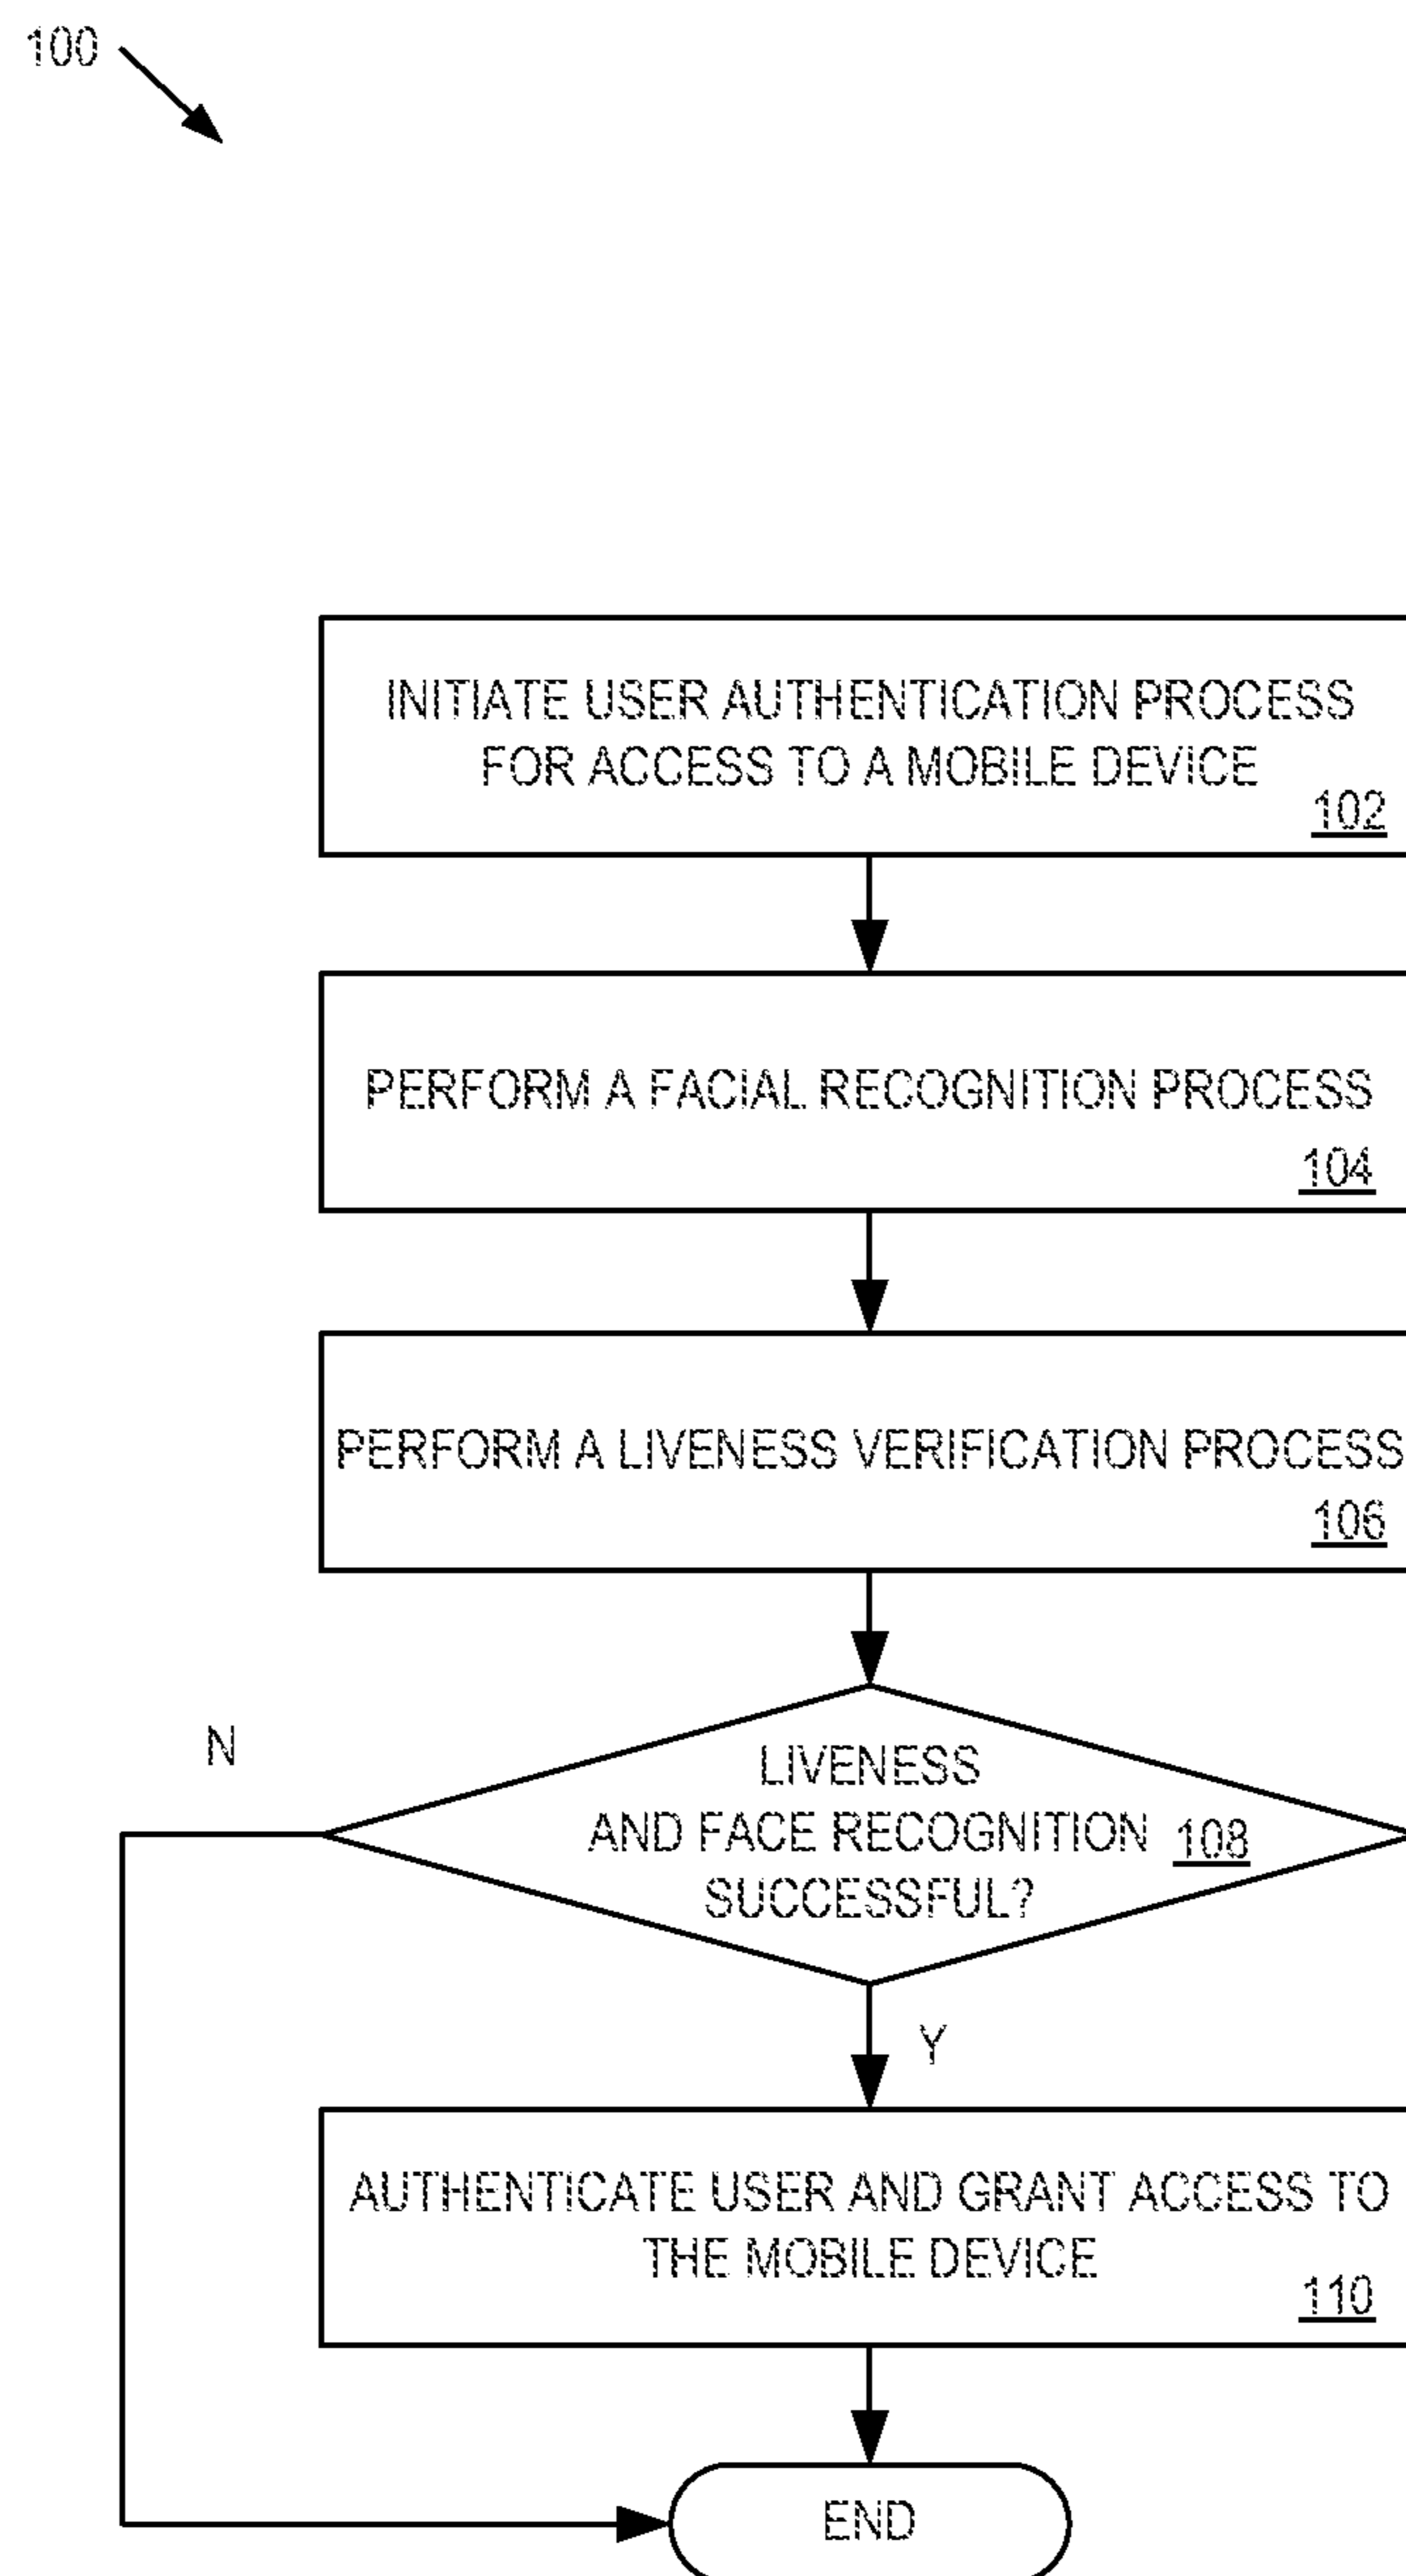 100
INITIATE USER AUTHENTICATION PROCESS
FOR ACCESS TO A MOBILE DEVICE
102
PERFORM A FACIAL RECOGNITION PROCESS
104
PERFORM A LIVENESS VERIFICATION PROCESS
106
N
LIVENESS
AND FACE RECOGNITION 108
SUCCESSFUL?
Y
AUTHENTICATE USER AND GRANT ACCESS TO
THE MOBILE DEVICE
110
END